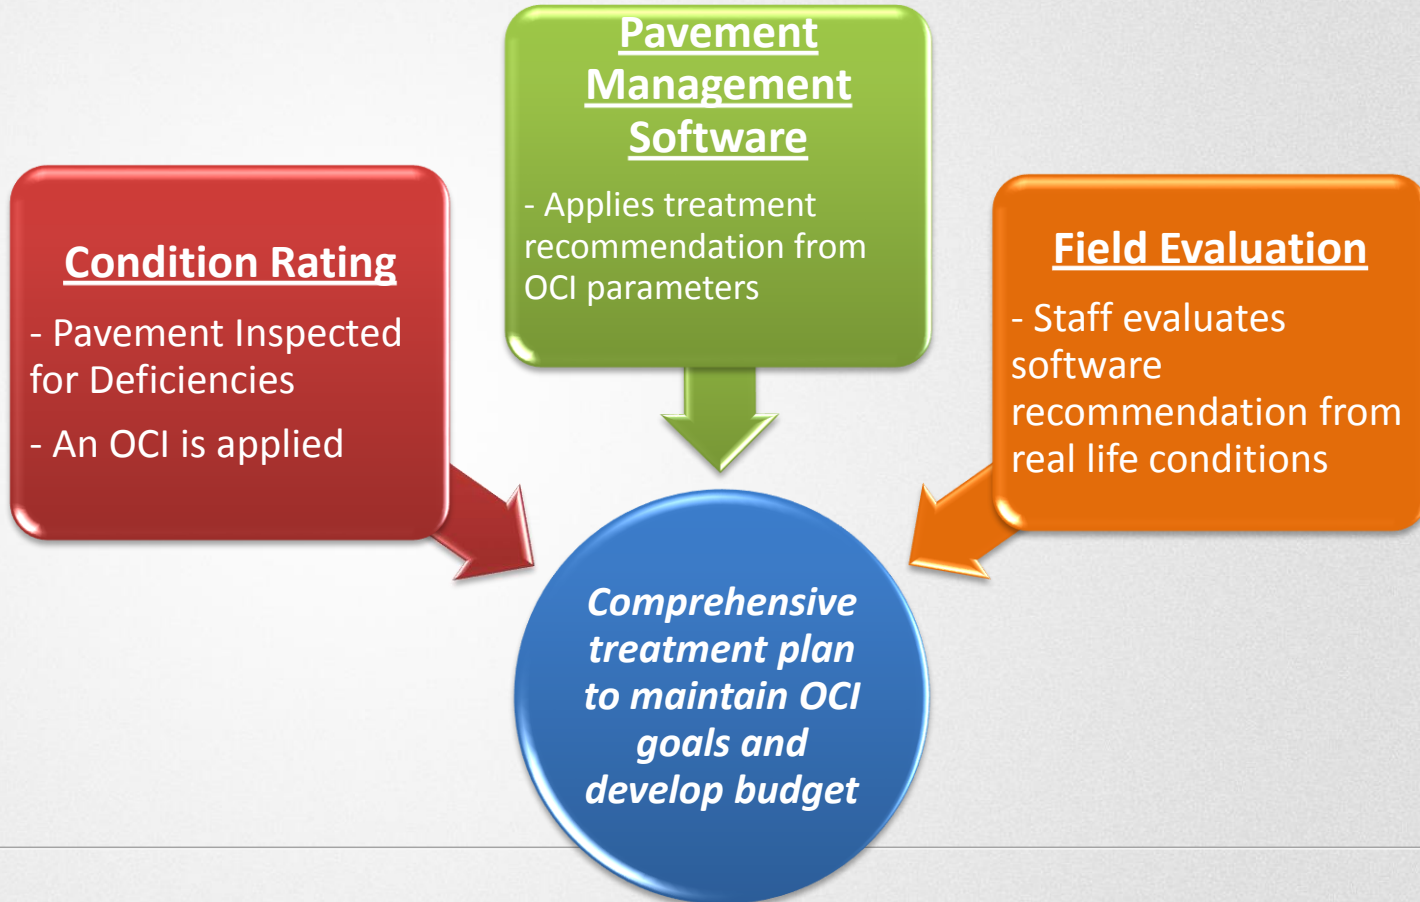 Condition Rating
- Pavement Inspected
for Deficiencies
- An OCI is applied
Pavement
Management
Software
- Applies treatment
recommendation from
OCI parameters
Field Evaluation
- Staff evaluates
software
recommendation from
real life conditions
Comprehensive
treatment plan
to maintain OCI
goals and
develop budget